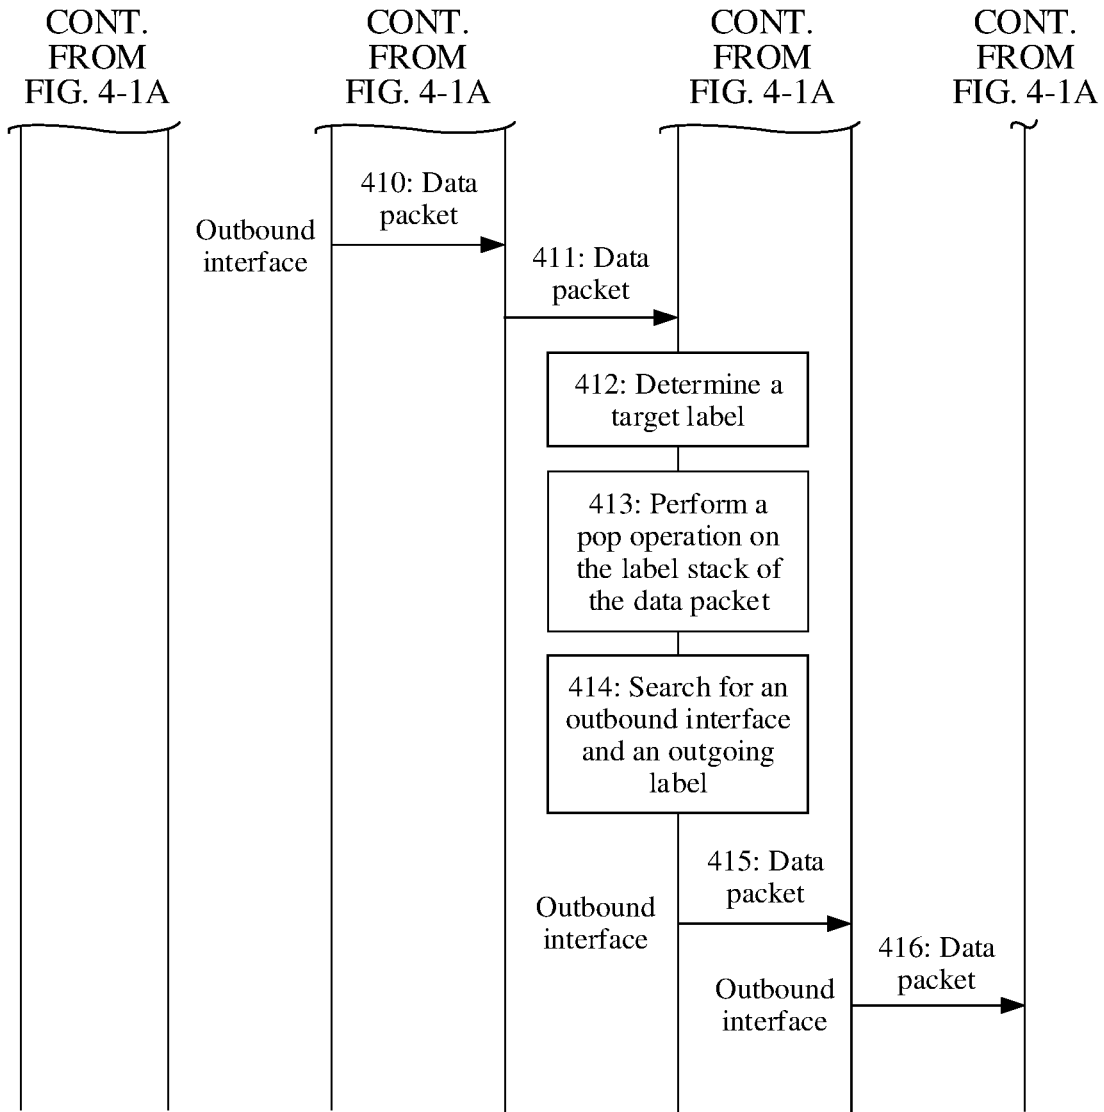 CONT.
FROM
FIG. 4-1A
CONT.
FROM
FIG. 4-1A
CONT.
FROM
FIG. 4-1A
CONT.
FROM
FIG. 4-1A
410: Data
packet
Outbound
interface
411: Data
packet
412: Determine a
target label
413: Perform a
pop operation on
the label stack of
the data packet
414: Search for an
outbound interface
and an outgoing
label
415: Data
packet
Outbound
interface
416: Data
packet
Outbound
interface